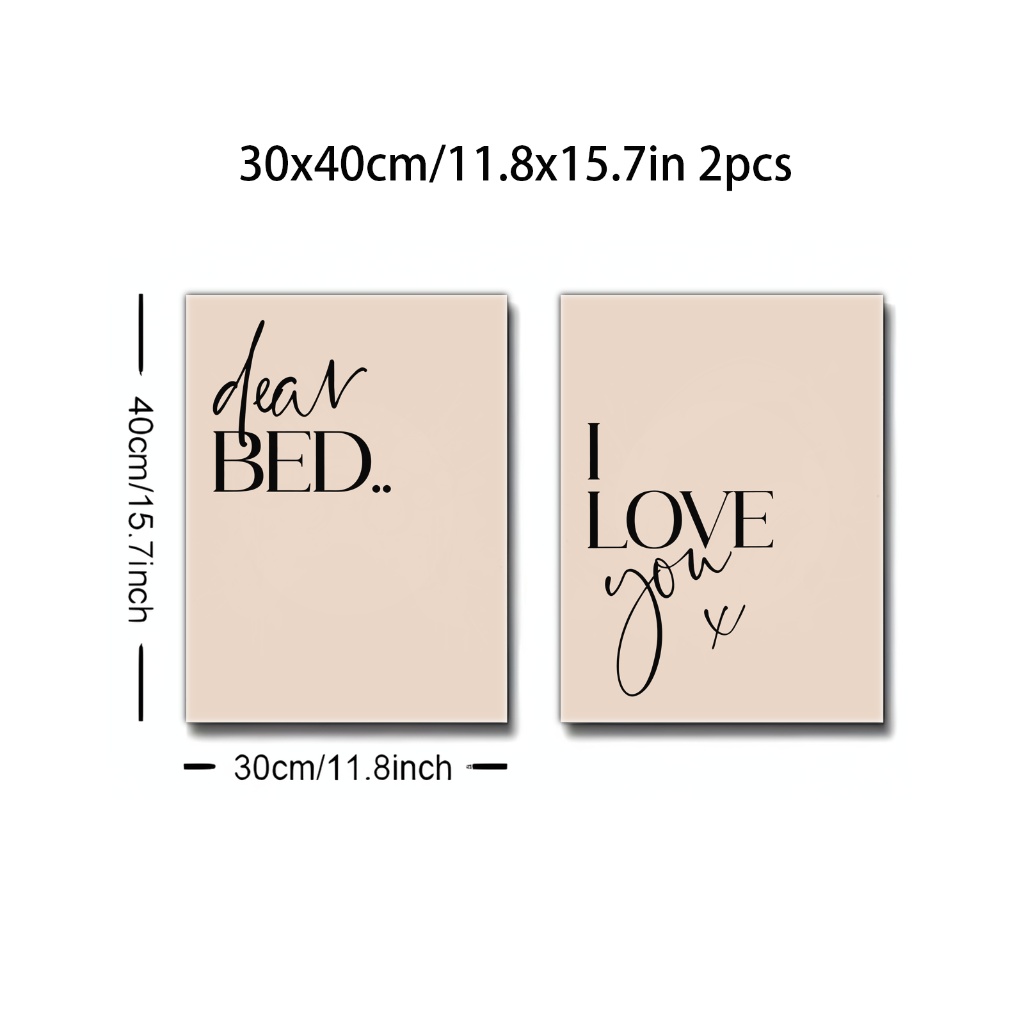 30x40cm/11.8x15.7in 2pcs
40cm/15.7inch
dear
BED..
I
LOVE
you
x
30cm/11.8inch